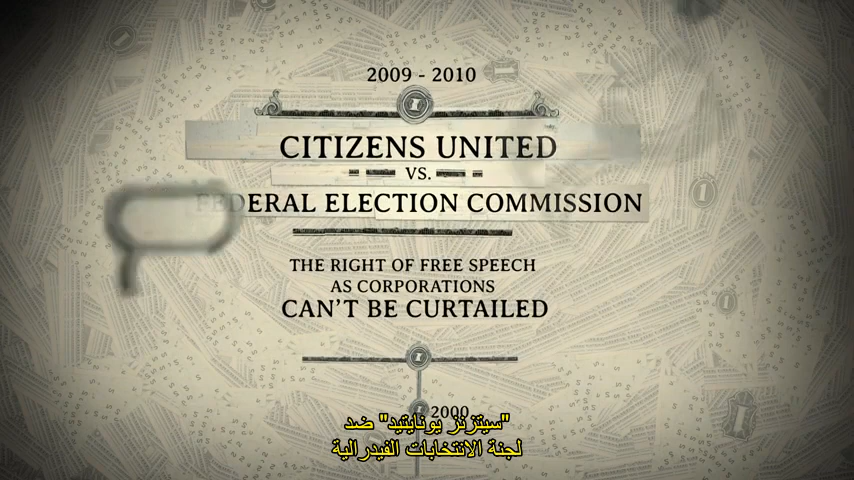 2009 - 2010
CITIZENS UNITED
VS.
FEDERAL ELECTION COMMISSION
THE RIGHT OF FREE SPEECH
AS CORPORATIONS
CAN'T BE CURTAILED
2000
"سيتزنز يونايتيد" ضد
لجنة الانتخابات الفيدرالية